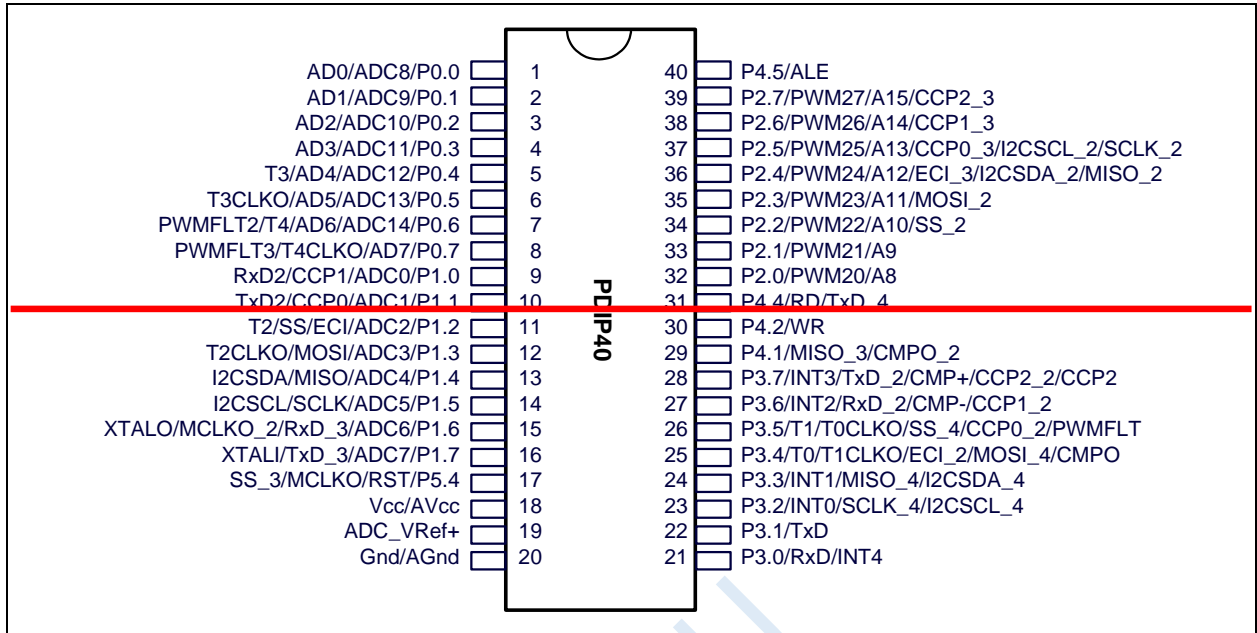 AD0/ADC8/P0.0 1 40 P4.5/ALE
AD1/ADC9/P0.1 2 39 P2.7/PWM27/A15/CCP2_3
AD2/ADC10/P0.2 3 38 P2.6/PWM26/A14/CCP1_3
AD3/ADC11/P0.3 4 37 P2.5/PWM25/A13/CCP0_3/I2CSCL_2/SCLK_2
T3/AD4/ADC12/P0.4 5 36 P2.4/PWM24/A12/ECI_3/I2CSDA_2/MISO_2
T3CLKO/AD5/ADC13/P0.5 6 35 P2.3/PWM23/A11/MOSI_2
PWMFLT2/T4/AD6/ADC14/P0.6 7 34 P2.2/PWM22/A10/SS_2
PWMFLT3/T4CLKO/AD7/P0.7 8 33 P2.1/PWM21/A9
RxD2/CCP1/ADC0/P1.0 9 32 P2.0/PWM20/A8
TxD2/CCP0/ADC1/P1.1 10 31 P4.4/RD/TxD_4
PDIP40
T2/SS/ECI/ADC2/P1.2 11 30 P4.2/WR
T2CLKO/MOSI/ADC3/P1.3 12 29 P4.1/MISO_3/CMPO_2
I2CSDA/MISO/ADC4/P1.4 13 28 P3.7/INT3/TxD_2/CMP+/CCP2_2/CCP2
I2CSCL/SCLK/ADC5/P1.5 14 27 P3.6/INT2/RxD_2/CMP-/CCP1_2
XTALO/MCLKO_2/RxD_3/ADC6/P1.6 15 26 P3.5/T1/T0CLKO/SS_4/CCP0_2/PWMFLT
XTALI/TxD_3/ADC7/P1.7 16 25 P3.4/T0/T1CLKO/ECI_2/MOSI_4/CMPO
SS_3/MCLKO/RST/P5.4 17 24 P3.3/INT1/MISO_4/I2CSDA_4
Vcc/AVcc 18 23 P3.2/INT0/SCLK_4/I2CSCL_4
ADC_VRef+ 19 22 P3.1/TxD
Gnd/AGnd 20 21 P3.0/RxD/INT4